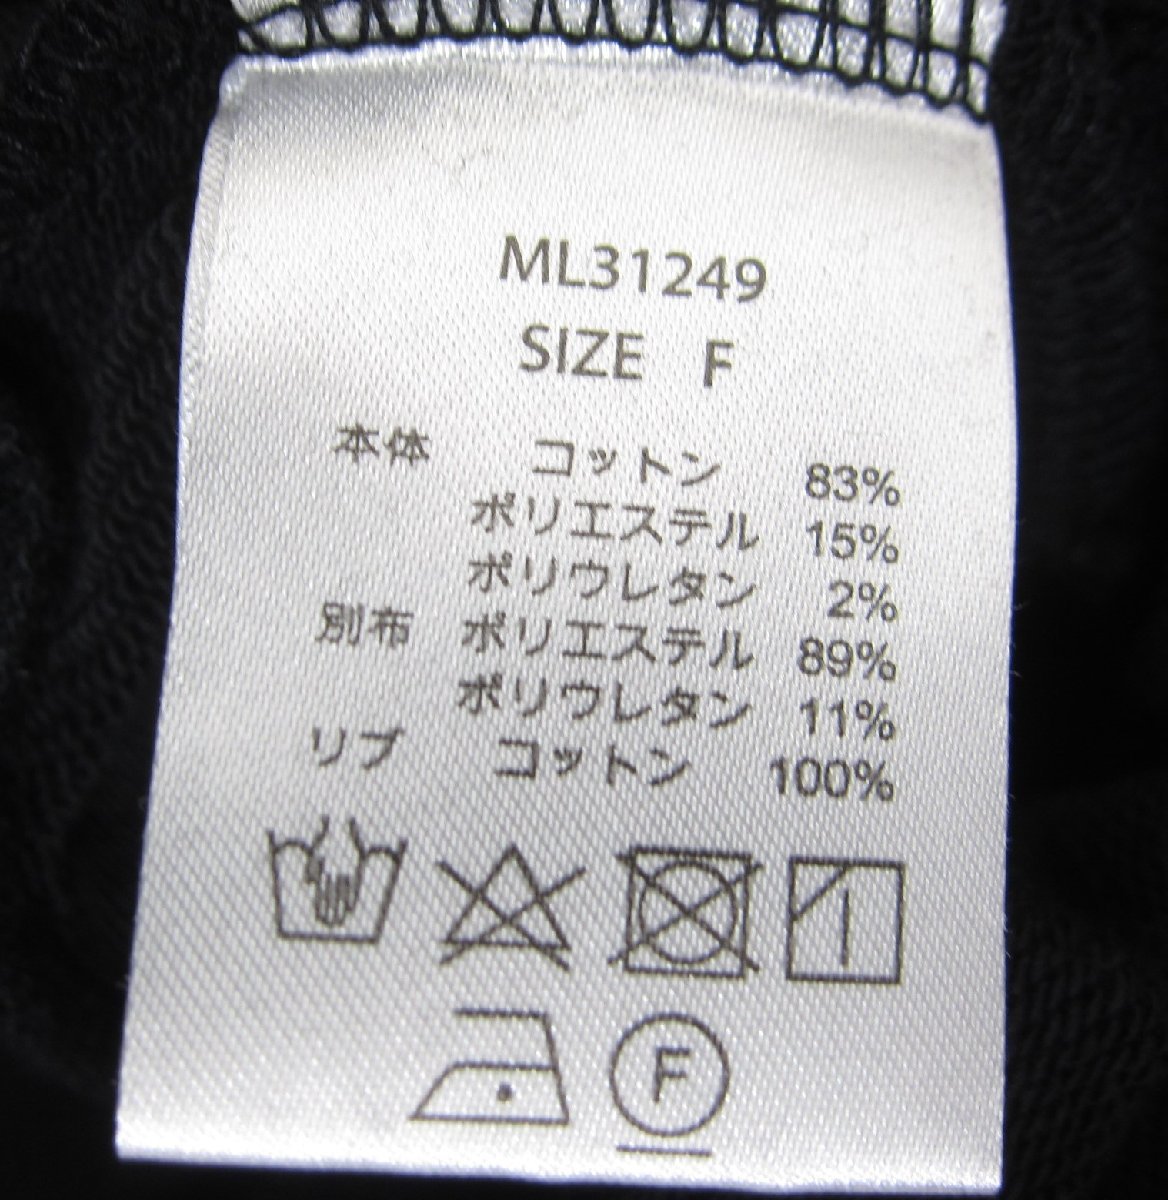 ML31249
SIZE F
本体 コットン 83%
ポリエステル 15%
ポリウレタン 2%
別布 ポリエステル 89%
ポリウレタン 11%
リブ コットン 100%
F